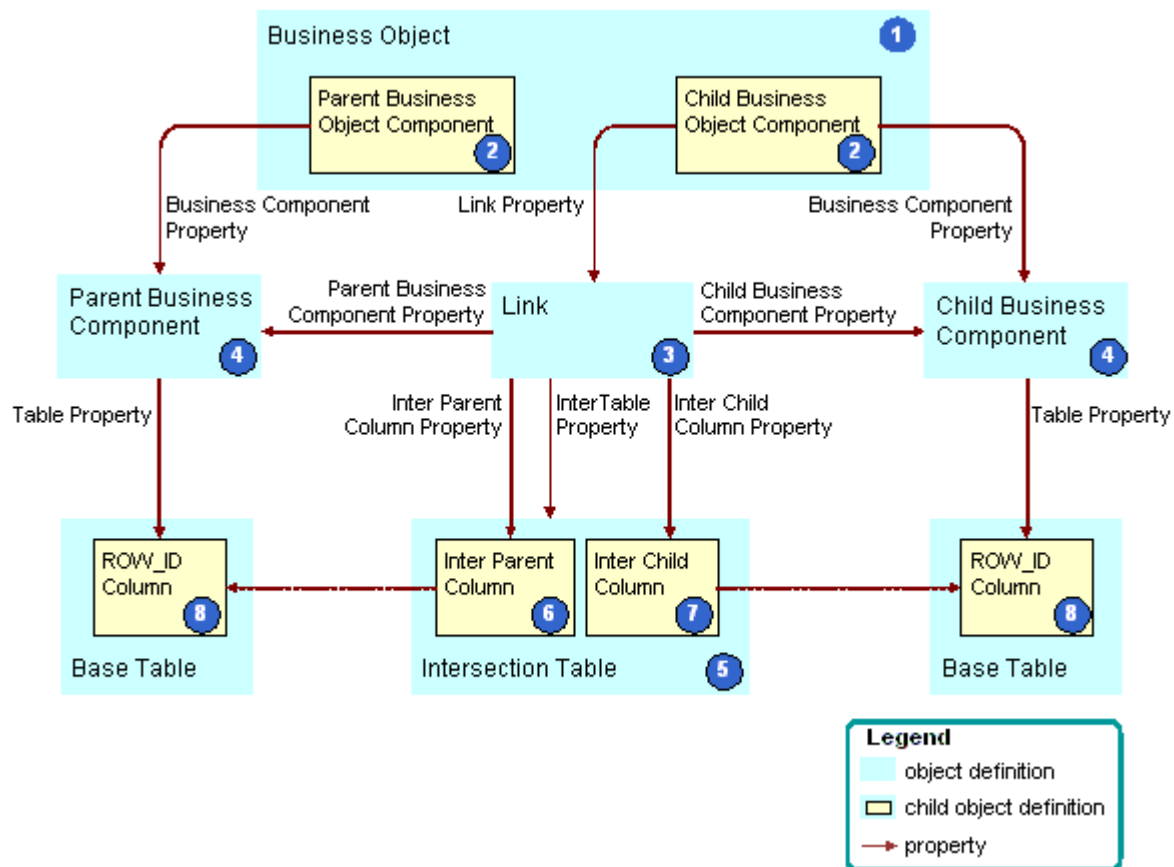 Business Object
1
Parent Business
Object Component
2
Child Business
Object Component
2
Business Component
Property
Link Property
Business Component
Property
Parent Business
Component
4
Parent Business
Component Property
Link
3
Child Business
Component Property
Child Business
Component
4
Table Property
Inter Parent
Column Property
InterTable
Property
Inter Child
Column Property
Table Property
ROW_ID
Column
8
Base Table
Inter Parent
Column
6
Inter Child
Column
7
Intersection Table
5
ROW_ID
Column
8
Base Table
Legend
object definition
child object definition
property